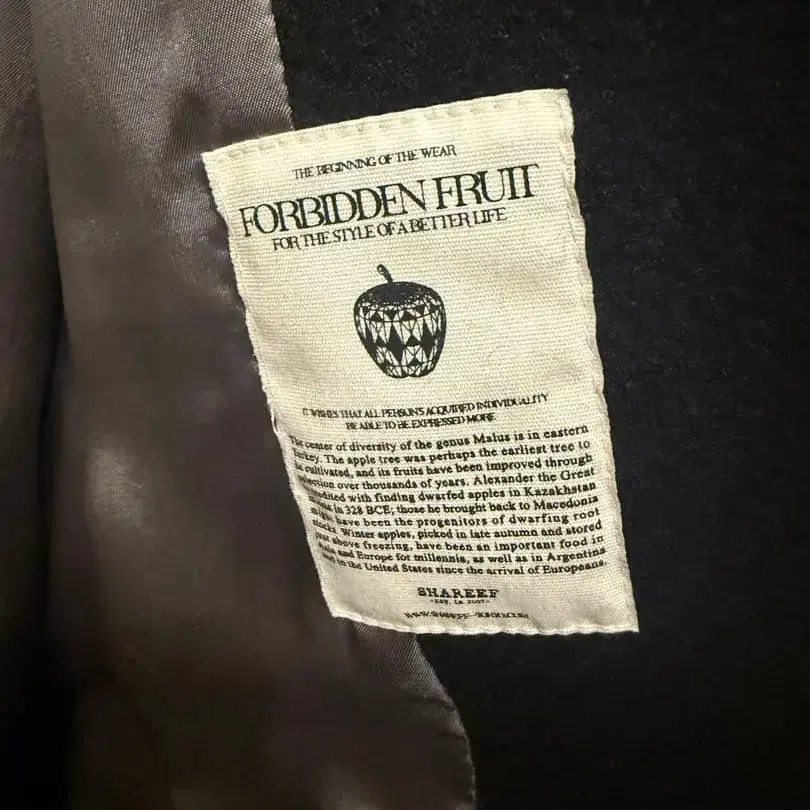 THE BEGINNING OF THE WEAR
FORBIDDEN FRUIT
FOR THE STYLE OF A BETTER LIFE
IT WISHES THAT ALL PERSON'S ACQUIRED INDIVIDUALITY
BE ABLE TO BE EXPRESSED MORE
The center of diversity of the genus Malus is in eastern
Turkey. The apple tree was perhaps the earliest tree to
be cultivated, and its fruits have been improved through
selection over thousands of years. Alexander the Great
credited with finding dwarfed apples in Kazakhstan
in 328 BCE; those he brought back to Macedonia
might have been the progenitors of dwarfing root
stocks. Winter apples, picked in late autumn and stored
just above freezing, have been an important food in
Asia and Europe for millennia, as well as in Argentina
and in the United States since the arrival of Europeans.
SHAREEF